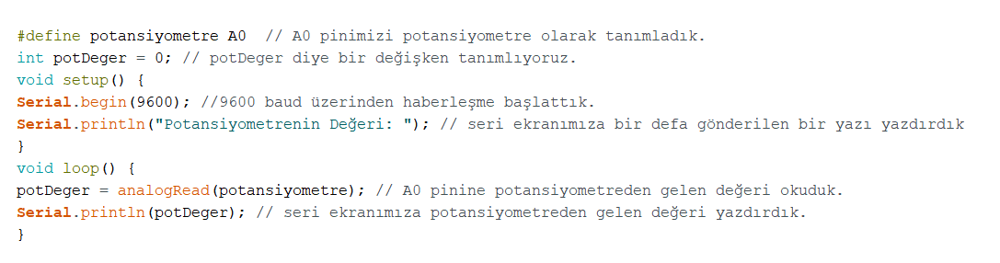 #define potansiyometre A0  // A0 pinimizi potansiyometre olarak tanımladık.
int potDeger = 0; // potDeger diye bir değişken tanımlıyoruz.
void setup() {
Serial.begin(9600); //9600 baud üzerinden haberleşme başlattık.
Serial.println("Potansiyometrenin Değeri: "); // seri ekranımıza bir defa gönderilen bir yazı yazdırdık
}
void loop() {
potDeger = analogRead(potansiyometre); // A0 pinine potansiyometreden gelen değeri okuduk.
Serial.println(potDeger); // seri ekranımıza potansiyometreden gelen değeri yazdırdık.
}